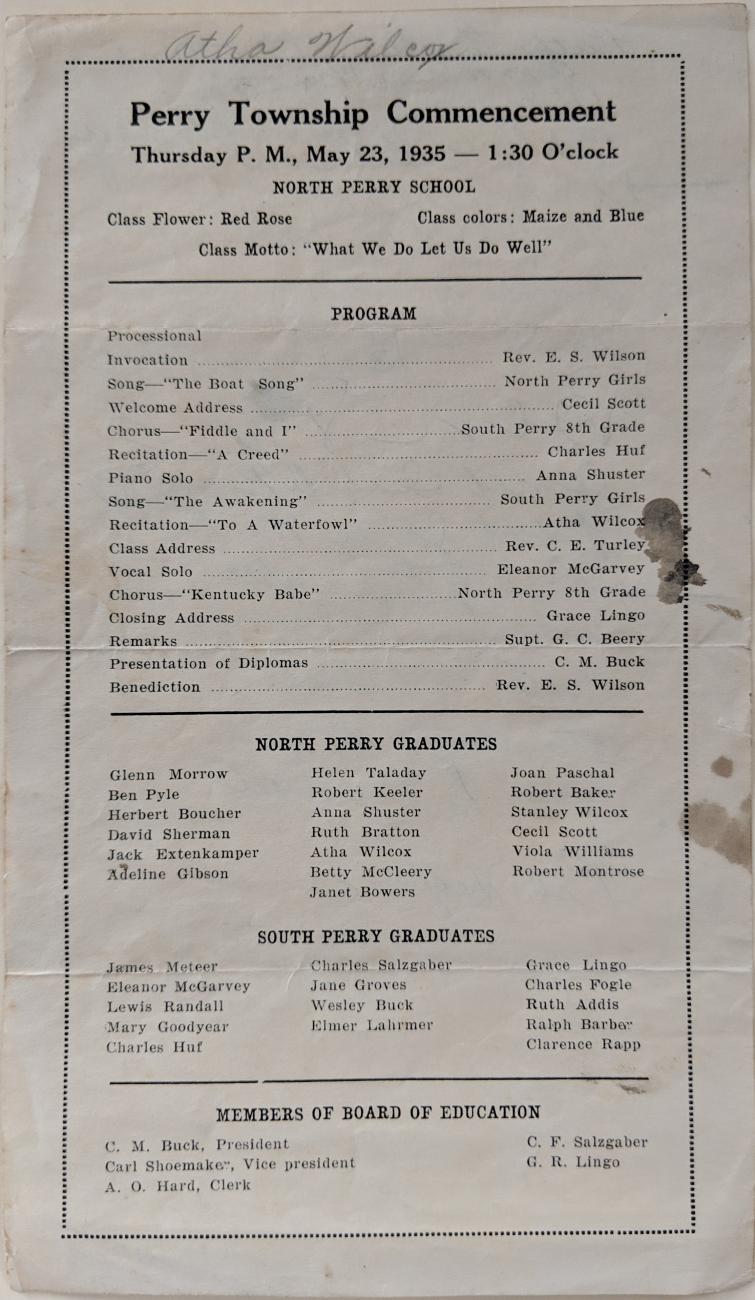 Atha Wilcox
Perry Township Commencement
Thursday P. M., May 23, 1935 — 1:30 O'clock
NORTH PERRY SCHOOL
Class Flower: Red Rose Class colors: Maize and Blue
Class Motto: "What We Do Let Us Do Well"
PROGRAM
Processional
Invocation ........ Rev. E. S. Wilson
Song—"The Boat Song" ........ North Perry Girls
Welcome Address ........ Cecil Scott
Chorus—"Fiddle and I" ........ South Perry 8th Grade
Recitation—"A Creed" ........ Charles Huf
Piano Solo ........ Anna Shuster
Song—"The Awakening" ........ South Perry Girls
Recitation—"To A Waterfowl" ........ Atha Wilcox
Class Address ........ Rev. C. E. Turley
Vocal Solo ........ Eleanor McGarvey
Chorus—"Kentucky Babe" ........ North Perry 8th Grade
Closing Address ........ Grace Lingo
Remarks ........ Supt. G. C. Beery
Presentation of Diplomas ........ C. M. Buck
Benediction ........ Rev. E. S. Wilson
NORTH PERRY GRADUATES
Glenn Morrow Helen Taladay Joan Paschal
Ben Pyle Robert Keeler Robert Baker
Herbert Boucher Anna Shuster Stanley Wilcox
David Sherman Ruth Bratton Cecil Scott
Jack Extenkamper Atha Wilcox Viola Williams
Adeline Gibson Betty McCleery Robert Montrose
Janet Bowers
SOUTH PERRY GRADUATES
James Meteer Charles Salzgaber Grace Lingo
Eleanor McGarvey Jane Groves Charles Fogle
Lewis Randall Wesley Buck Ruth Addis
Mary Goodyear Elmer Lahrmer Ralph Barber
Charles Huf Clarence Rapp
MEMBERS OF BOARD OF EDUCATION
C. M. Buck, President C. F. Salzgaber
Carl Shoemaker, Vice president G. R. Lingo
A. O. Hard, Clerk